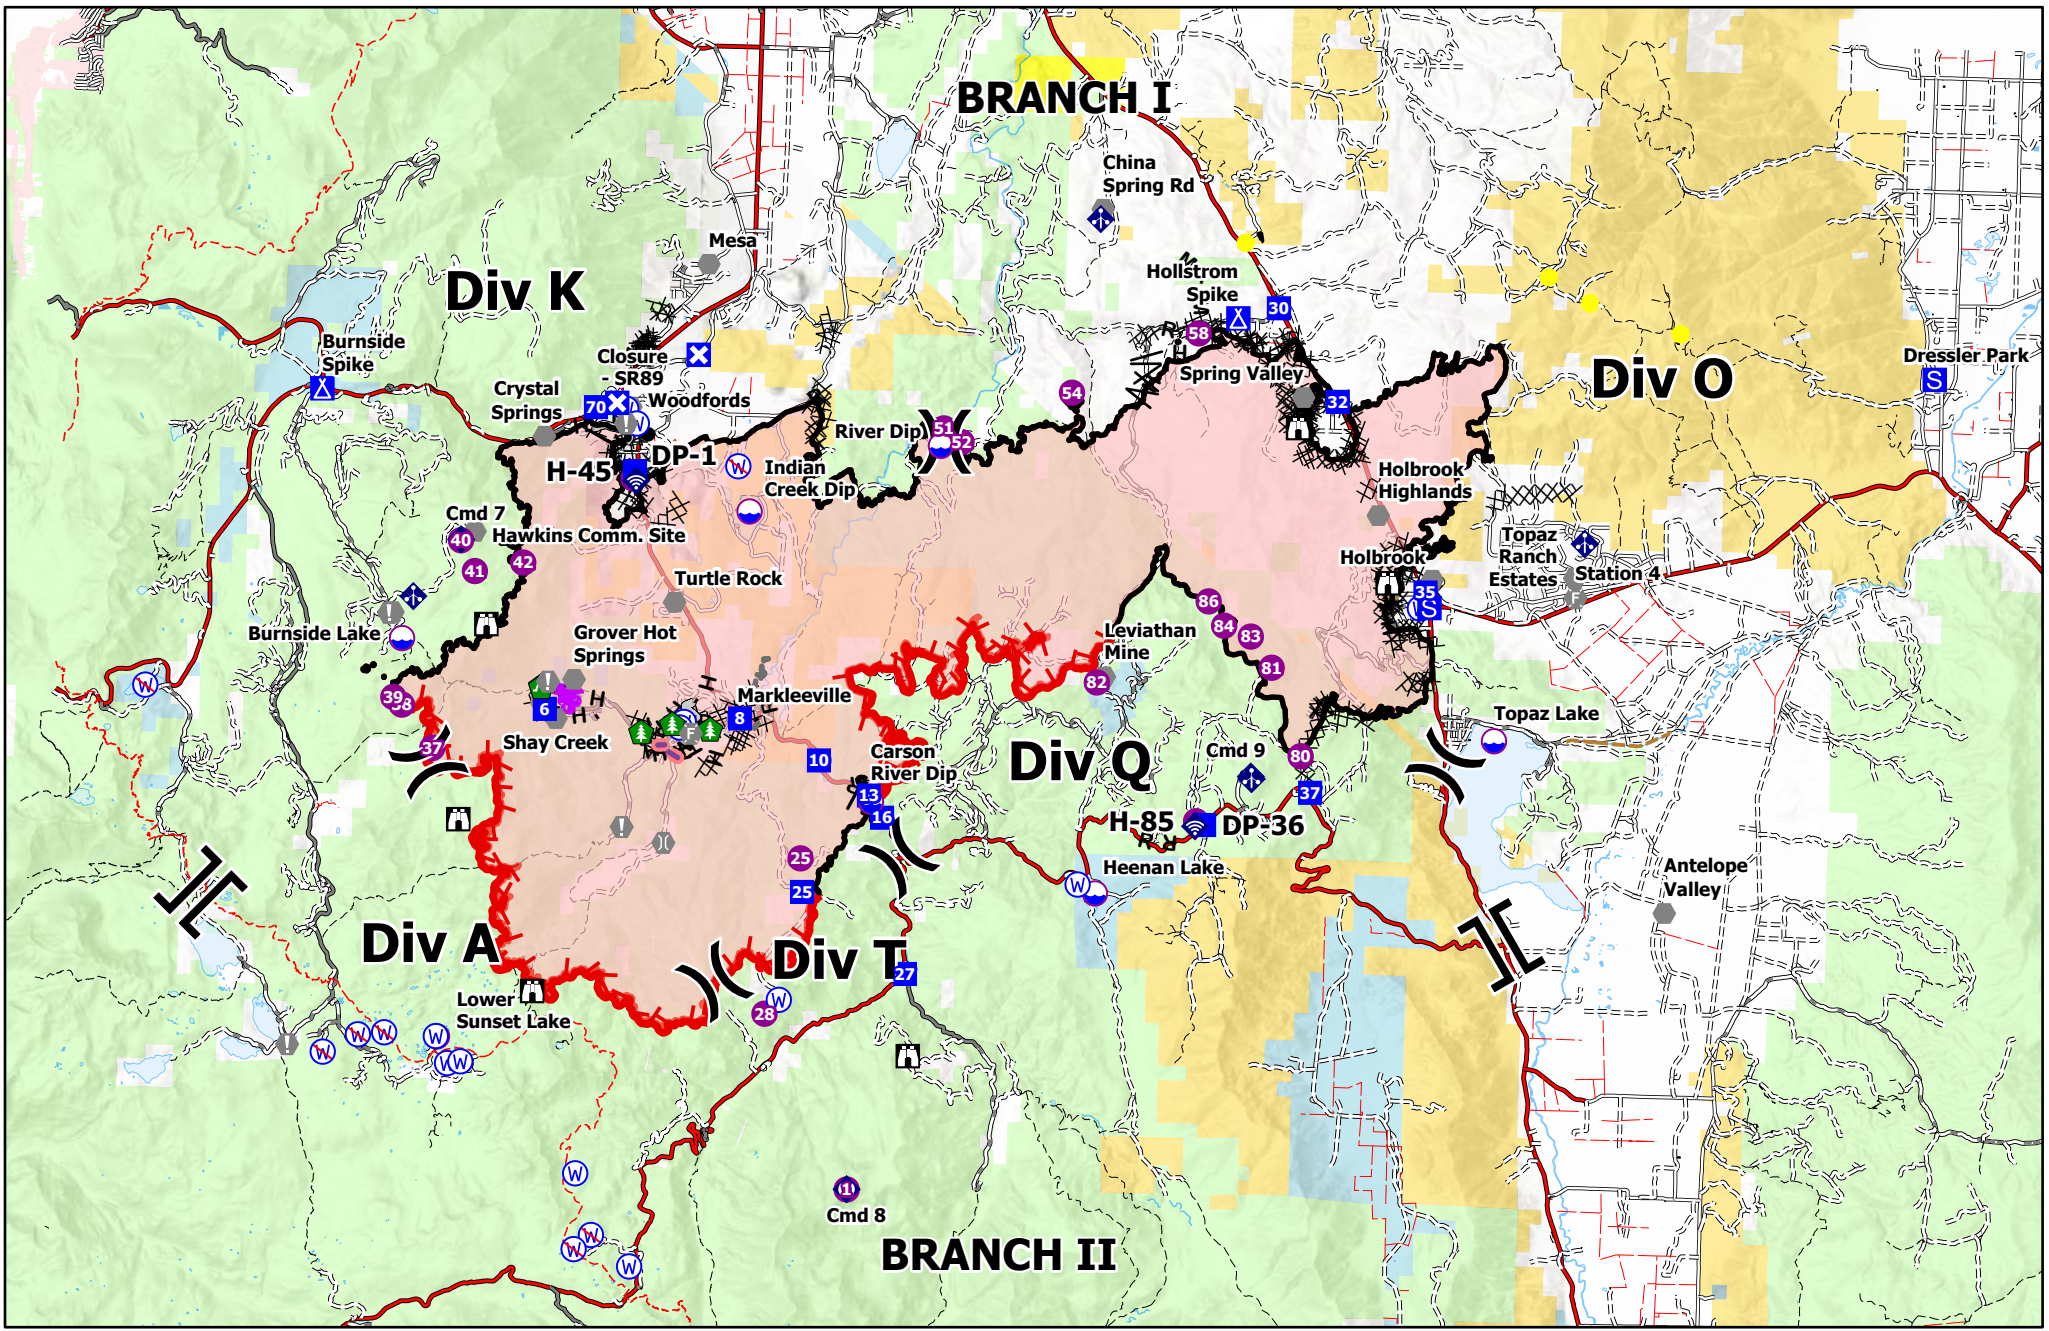 BRANCH I
China
Spring Rd
Mesa
Div K
Hollstrom
Spike
30
M
R
H
58
Burnside
Spike
Closure
- SR89
Woodfords
70
W
W
Crystal
Springs
Spring Valley
32
Div O
Dressler Park
S
54
51
52
River Dip
H-45
DP-1
W
Indian
Creek Dip
Holbrook
Highlands
Cmd 7
40
41
42
Hawkins Comm. Site
Turtle Rock
Topaz
Ranch
Estates
Station 4
F
Holbrook
35
S
86
84
83
81
Burnside Lake
Grover Hot
Springs
Leviathan
Mine
82
W
39
37
6
H
H
H
Shay Creek
Markleeville
F
8
10
Carson
River Dip
13
16
Topaz Lake
Div Q
Cmd 9
80
37
H-85
DP-36
R
R
25
25
Heenan Lake
W
Antelope
Valley
Div A
Div T
27
Lower
Sunset Lake
W
28
W
W
W
W
W
W
W
W
W
W
Cmd 8
BRANCH II